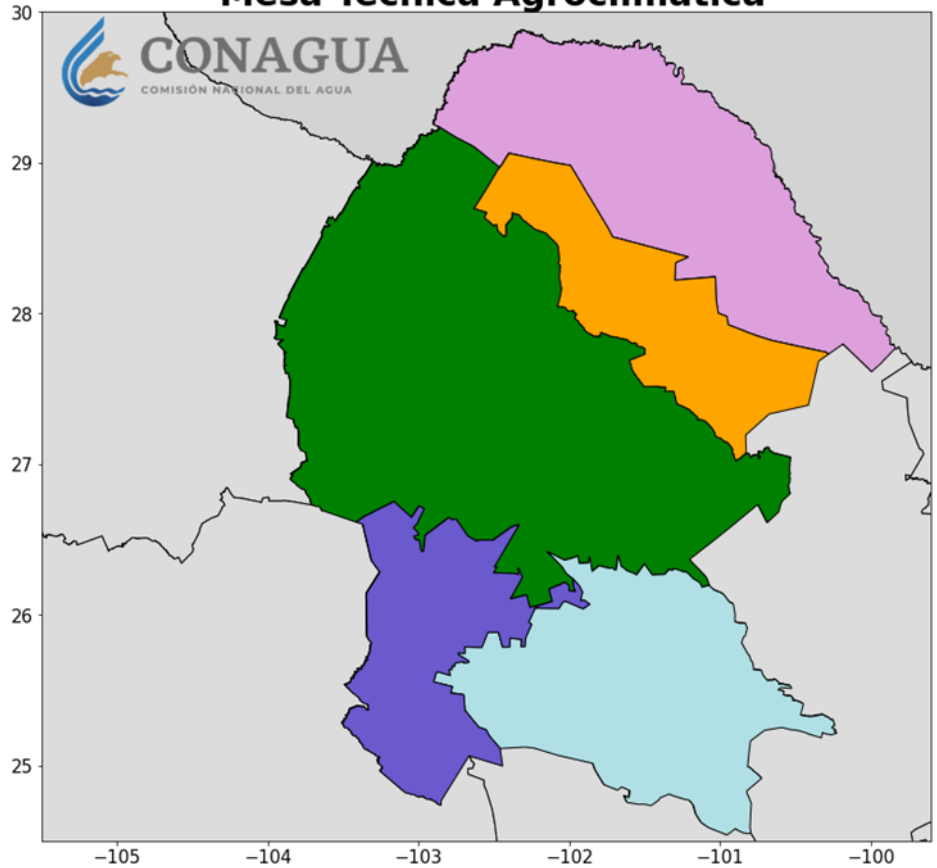 Mesa Técnica Agroclimática
30
CONAGUA
COMISIÓN NACIONAL DEL AGUA
29
28
27
26
25
−105 −104 −103 −102 −101 −100